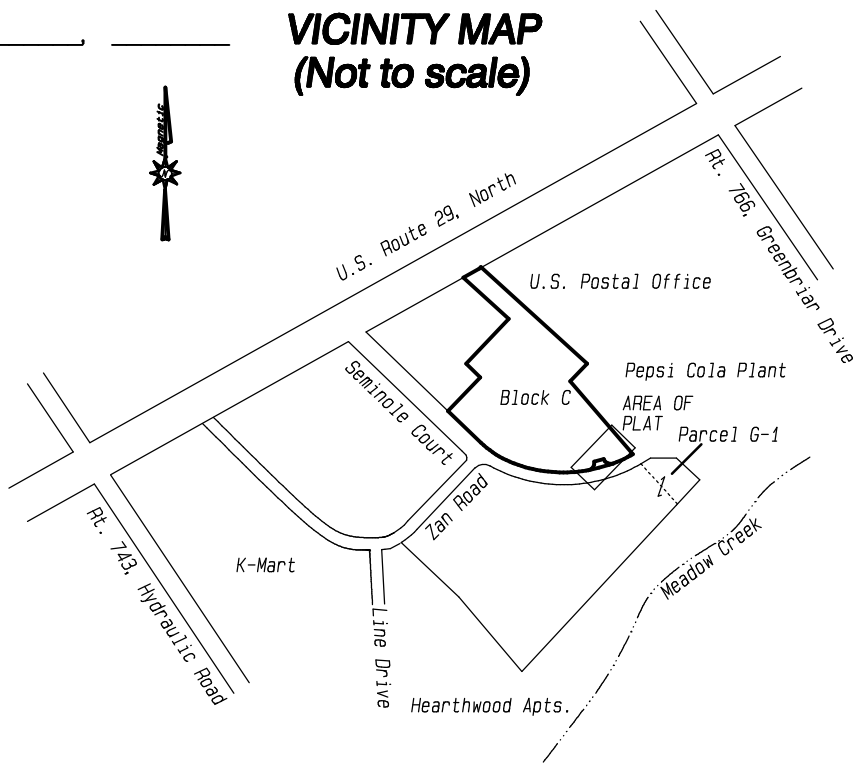 VICINITY MAP
(Not to scale)
Magnetic
N
U.S. Route 29, North
Rt. 766, Greenbriar Drive
U.S. Postal Office
Seminole Court
Block C
Pepsi Cola Plant
AREA OF
PLAT
Parcel G-1
Zan Road
Rt. 743, Hydraulic Road
K-Mart
Line Drive
Meadow Creek
Hearthwood Apts.